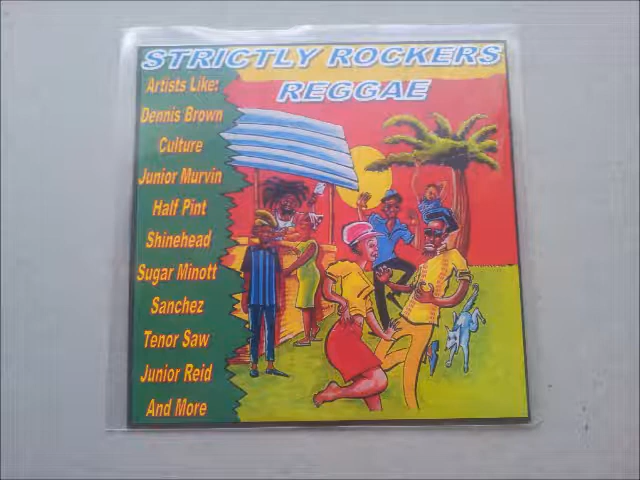 STRICTLY ROCKERS
REGGAE
Artists Like:
Dennis Brown
Culture
Junior Murvin
Half Pint
Shinehead
Sugar Minott
Sanchez
Tenor Saw
Junior Reid
And More